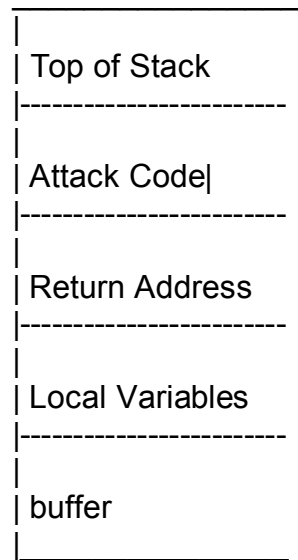 Top of Stack
Attack Code|
Return Address
Local Variables
buffer